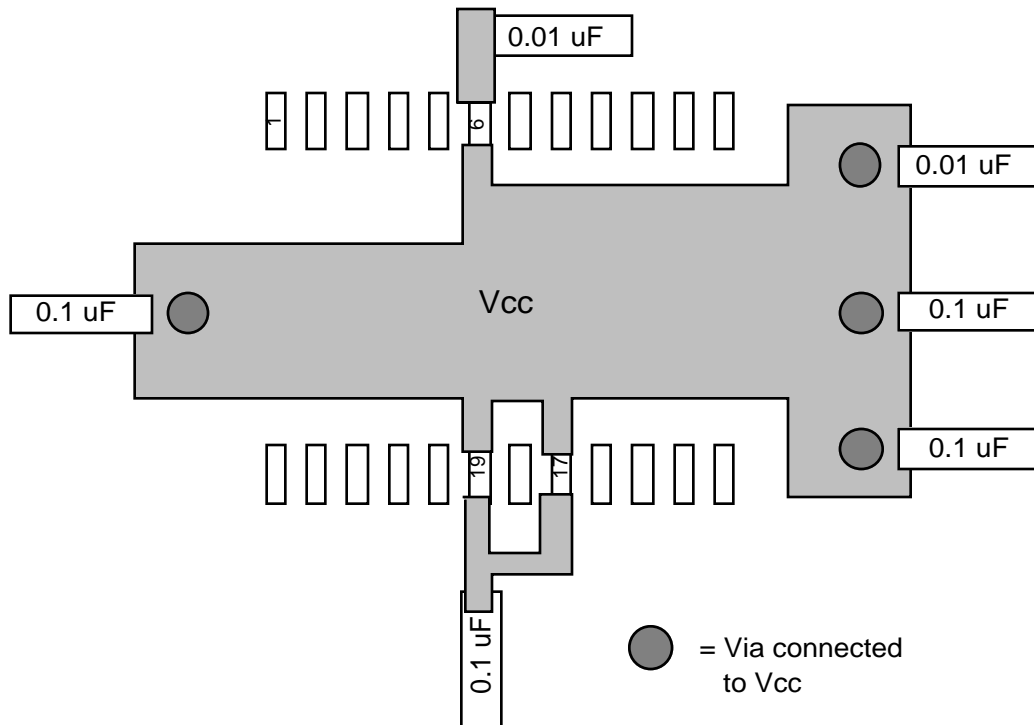 0.01 uF
1
6
0.01 uF
0.1 uF
Vcc
0.1 uF
0.1 uF
19
17
0.1 uF
= Via connected
to Vcc